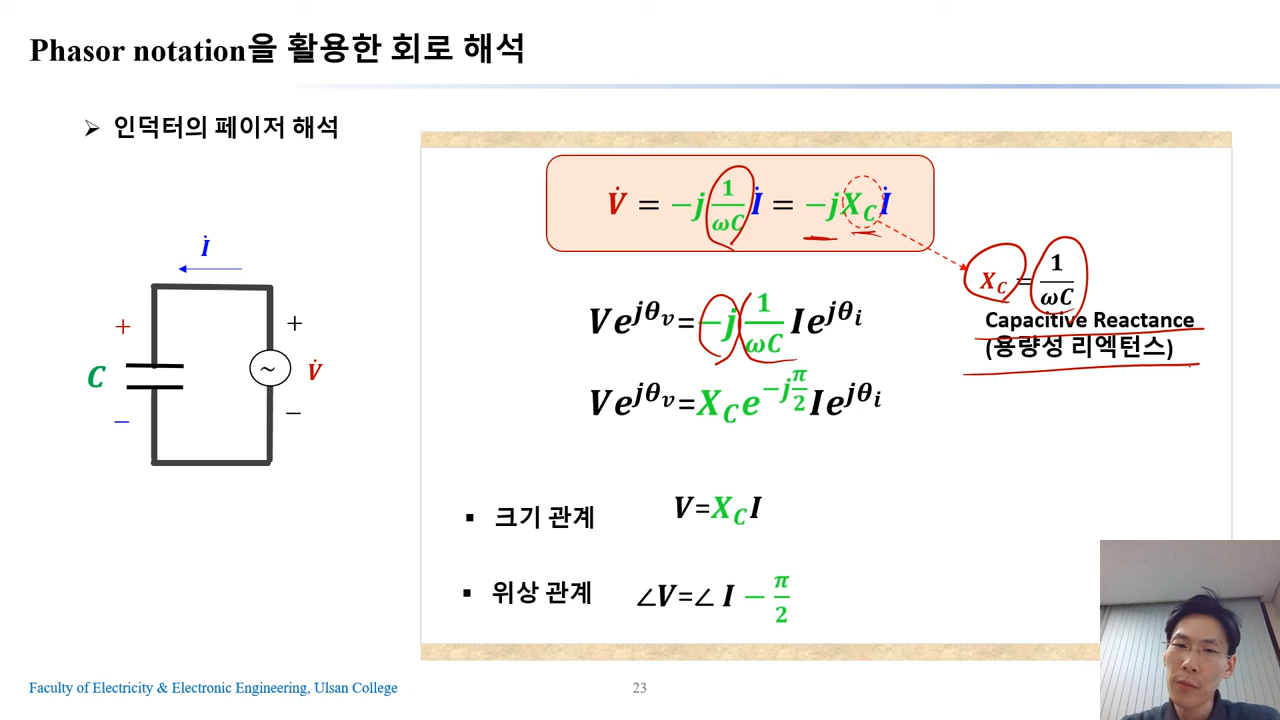 Phasor notation을 활용한 회로 해석
➢ 인덕터의 페이저 해석
V̇ = −j 1/ωC İ = −jX_C İ
X_C = 1/ωC
Capacitive Reactance
(용량성 리엑턴스)
Ve^{jθ_v}=−j 1/ωC Ie^{jθ_i}
Ve^{jθ_v}=X_C e^{−jπ/2} Ie^{jθ_i}
▪ 크기 관계 V=X_C I
▪ 위상 관계 ∠V=∠ I − π/2
İ
+ +
C ~ V̇
− −
Faculty of Electricity & Electronic Engineering, Ulsan College 23